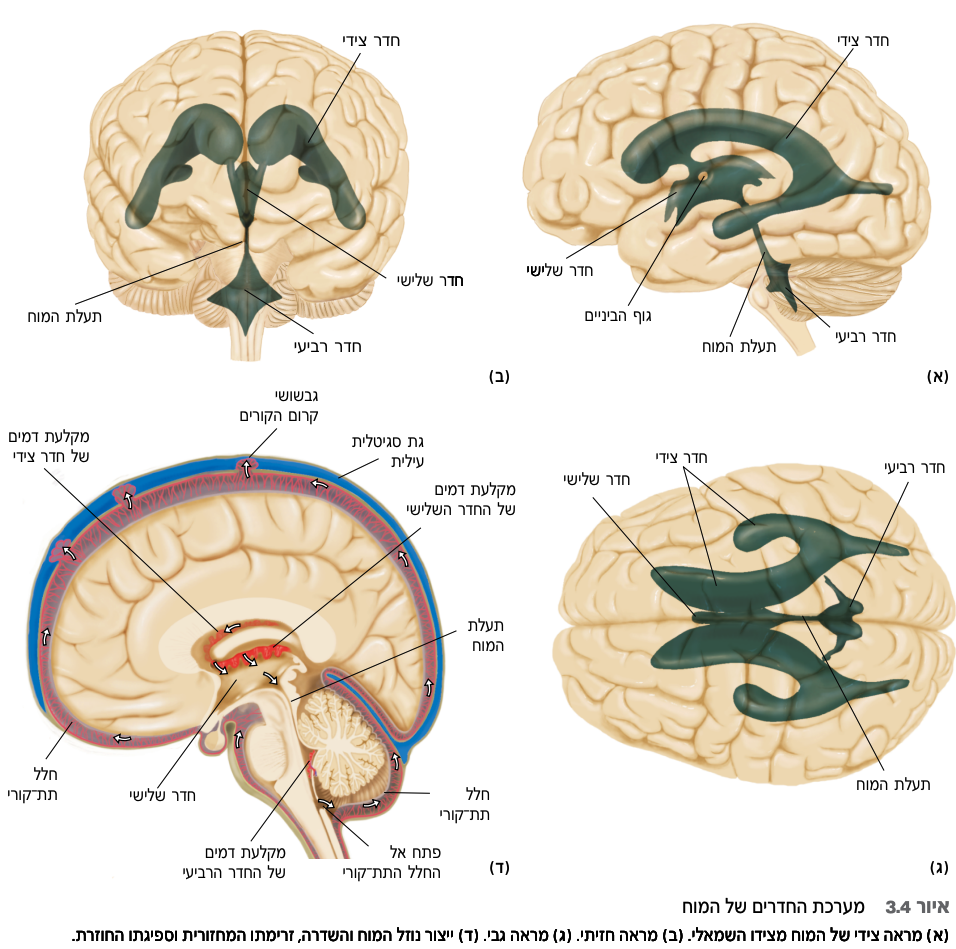 חדר צידי
חדר שלישי
גוף הביניים
תעלת המוח
חדר רביעי
(א)
חדר צידי
חדר שלישי
תעלת המוח
חדר רביעי
(ב)
חדר צידי
חדר שלישי
חדר רביעי
תעלת המוח
(ג)
גבשושי
קרום הקורים
מקלעת דמים
של חדר צידי
גת סגיטלית
עילית
מקלעת דמים
של החדר השלישי
תעלת
המוח
חלל
תת־קורי
חדר שלישי
חלל
תת־קורי
מקלעת דמים
של החדר הרביעי
פתח אל
החלל התת־קורי
(ד)
איור 3.4 מערכת החדרים של המוח
(א) מראה צידי של המוח מצידו השמאלי. (ב) מראה חזיתי. (ג) מראה גבי. (ד) ייצור נוזל המוח והשדרה, זרימתו המחזורית וספיגתו החוזרת.